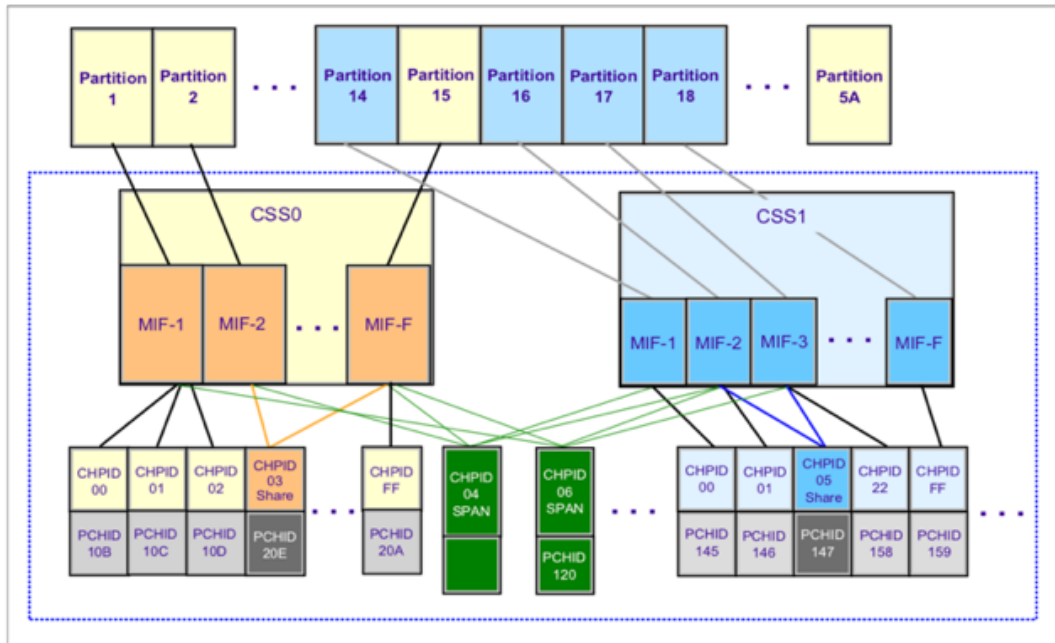 Partition
1
Partition
2
Partition
14
Partition
15
Partition
16
Partition
17
Partition
18
Partition
5A
CSS0
CSS1
MIF-1
MIF-2
MIF-F
MIF-1
MIF-2
MIF-3
MIF-F
CHPID
00
CHPID
01
CHPID
02
CHPID
03
Share
CHPID
FF
CHPID
04
SPAN
CHPID
06
SPAN
CHPID
00
CHPID
01
CHPID
05
Share
CHPID
22
CHPID
FF
PCHID
10B
PCHID
10C
PCHID
10D
PCHID
20E
PCHID
20A
PCHID
120
PCHID
145
PCHID
146
PCHID
147
PCHID
158
PCHID
159